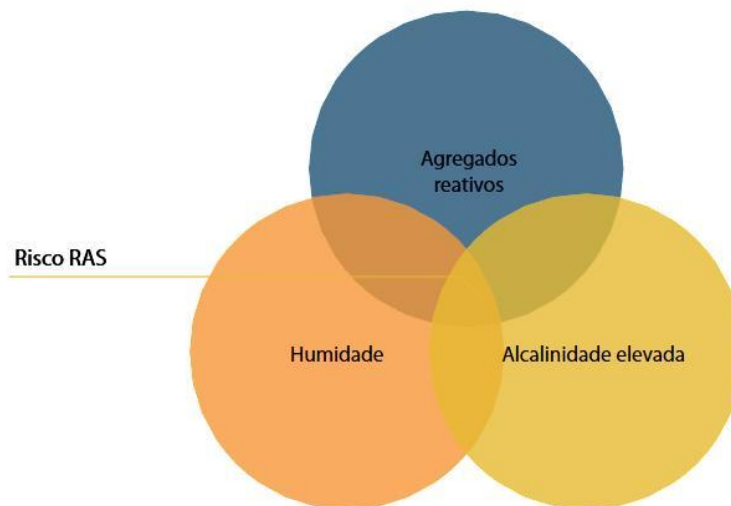 Agregados
reativos
Risco RAS
Humidade
Alcalinidade elevada